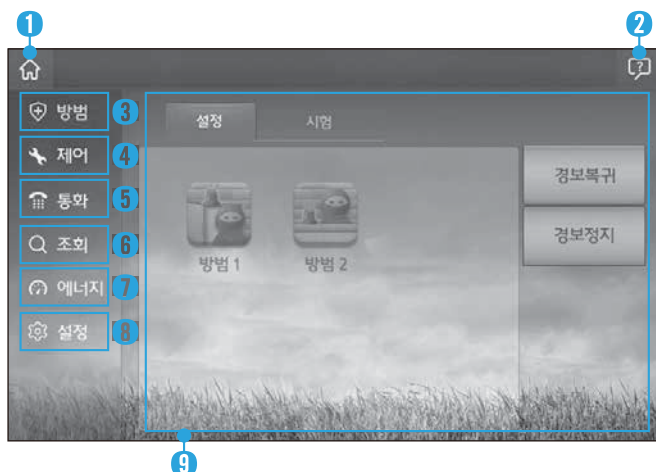 1
2
?
방범 3
제어 4
통화 5
조회 6
에너지 7
설정 8
설정 시험
방범 1 방범 2
경보복귀
경보정지
9